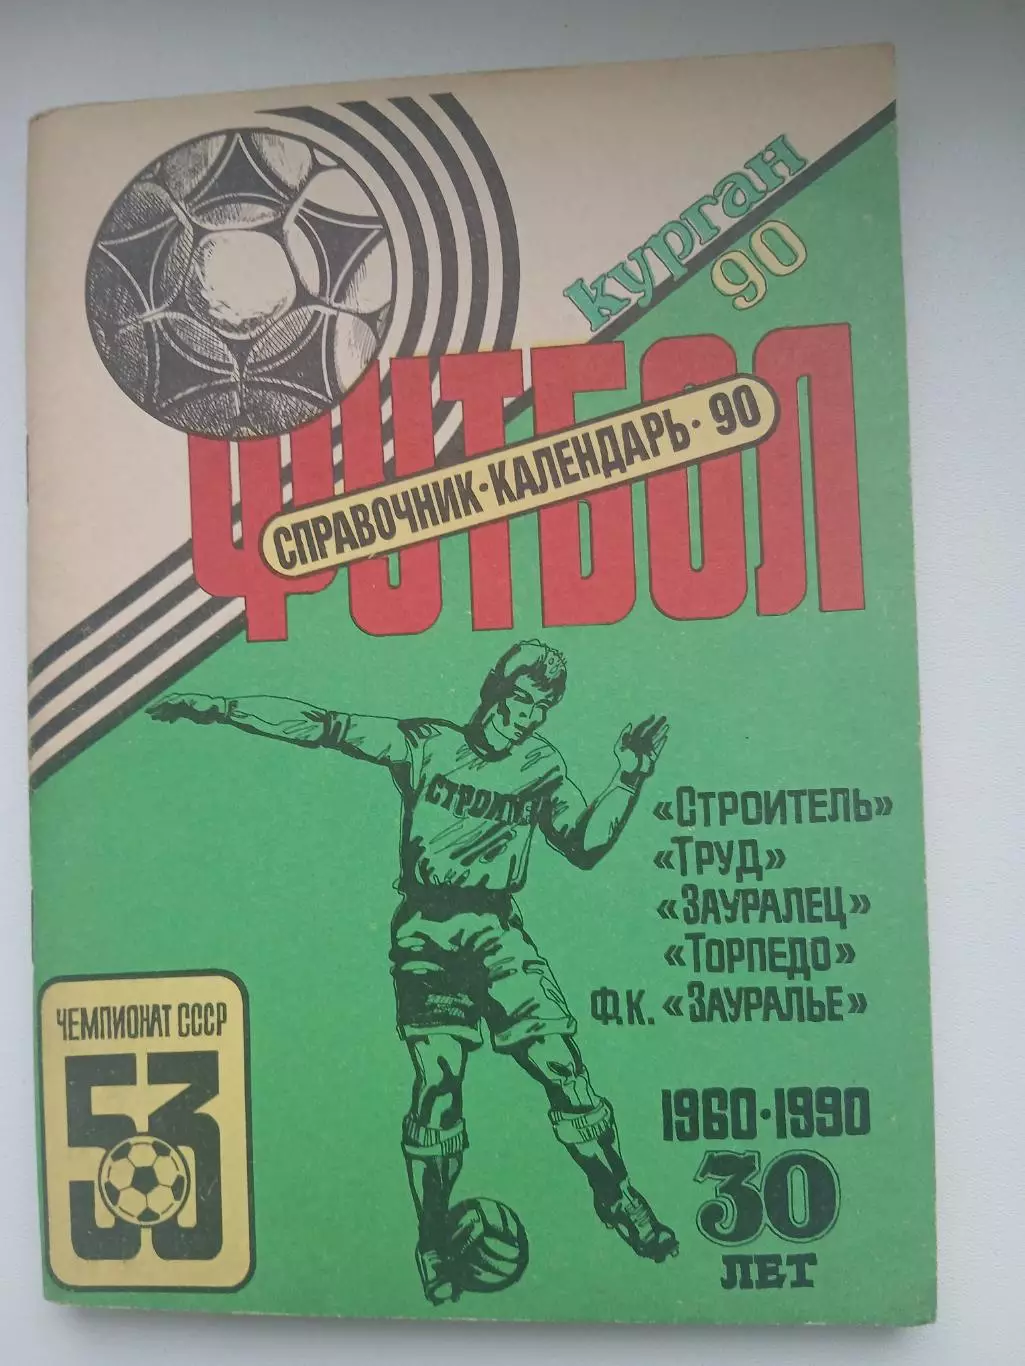 Курган
90
ФУТБОЛ
СПРАВОЧНИК·КАЛЕНДАРЬ·90
«СТРОИТЕЛЬ»
«ТРУД»
«ЗАУРАЛЕЦ»
«ТОРПЕДО»
Ф.К. «ЗАУРАЛЬЕ»
1960·1990
30
ЛЕТ
ЧЕМПИОНАТ СССР
53